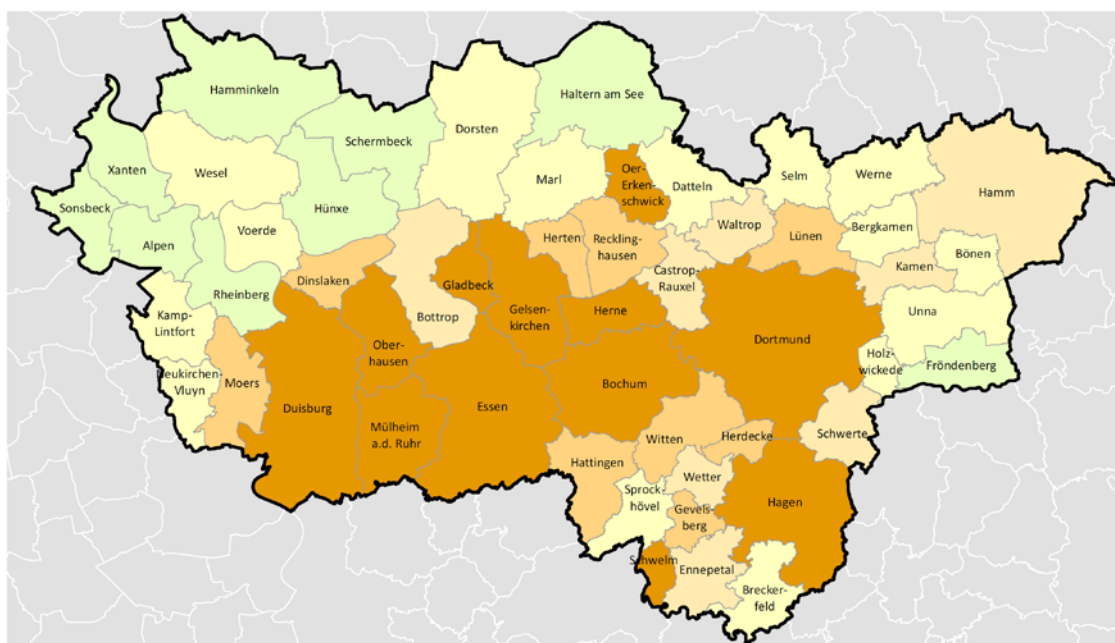 Hamminkeln
Haltern am See
Dorsten
Schermbeck
Xanten
Wesel
Marl
Oer-
Erken-
schwick
Datteln
Selm
Werne
Hamm
Sonsbeck
Hünxe
Alpen
Voerde
Herten
Reckling-
hausen
Waltrop
Lünen
Bergkamen
Bönen
Kamen
Dinslaken
Gladbeck
Castrop-
Rauxel
Rheinberg
Kamp-
Lintfort
Bottrop
Gelsen-
kirchen
Herne
Unna
Ober-
hausen
Dortmund
Holz-
wickede
Fröndenberg
Neukirchen-
Vluyn
Moers
Duisburg
Essen
Bochum
Mülheim
a.d. Ruhr
Witten
Herdecke
Schwerte
Hattingen
Wetter
Sprock-
hövel
Gevels-
berg
Hagen
Schwelm
Ennepetal
Brecker-
feld